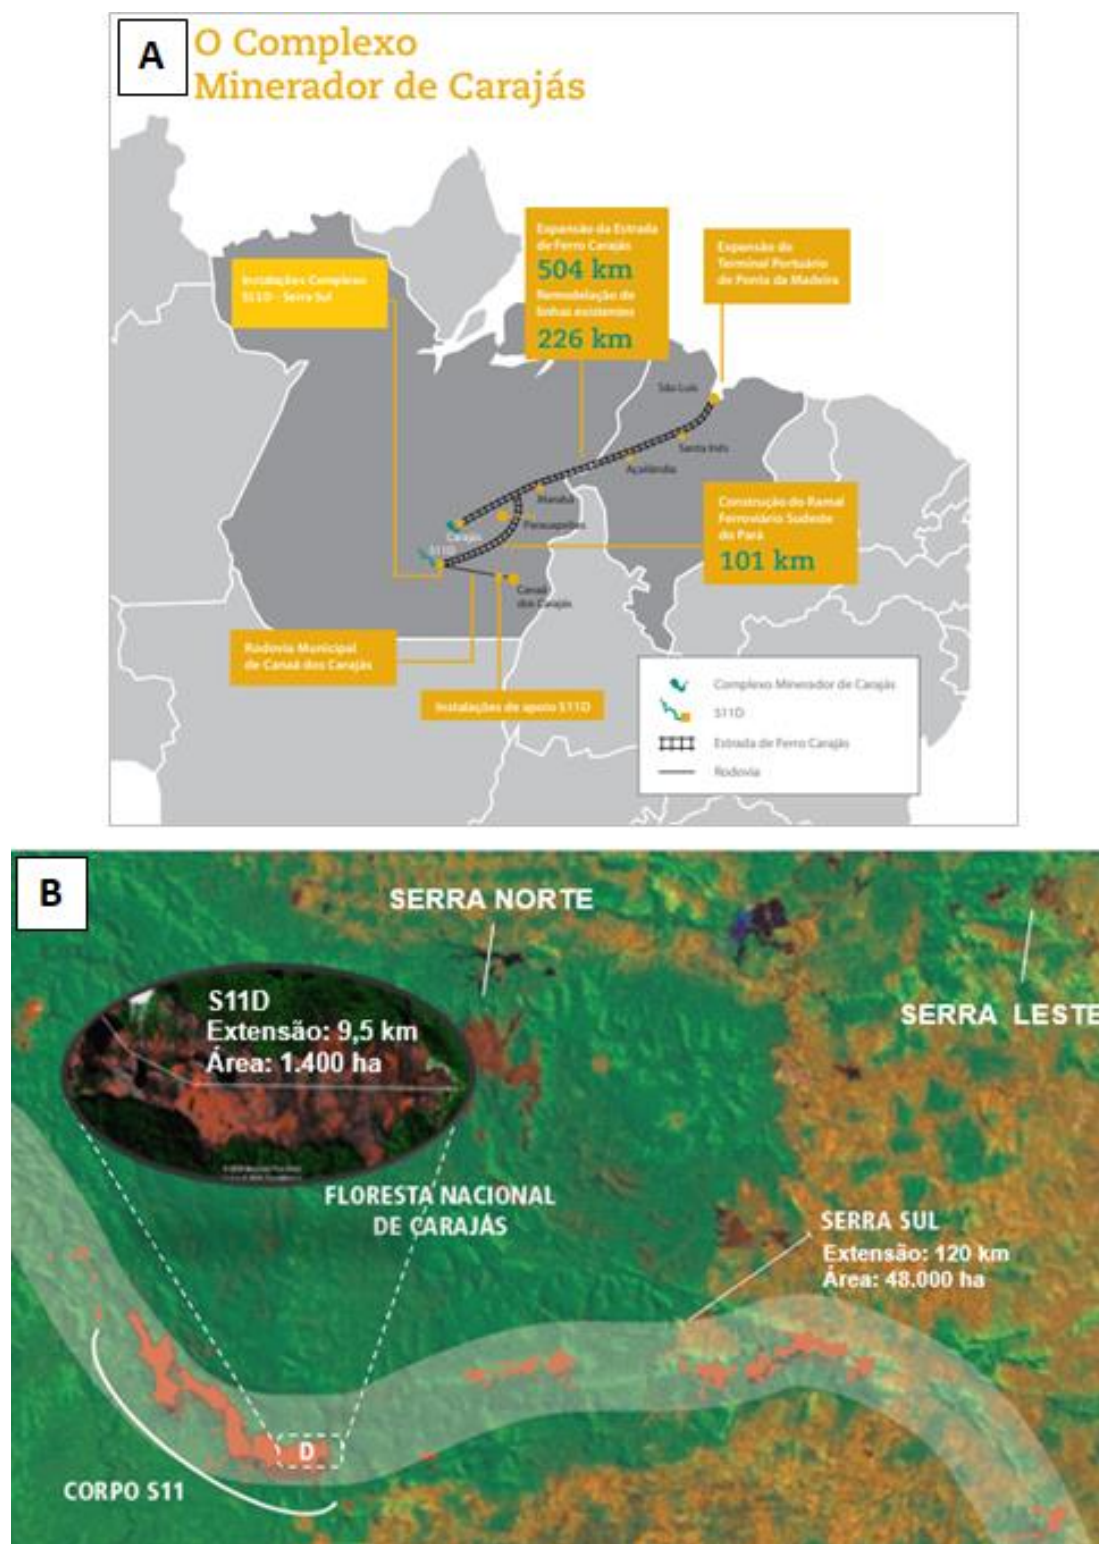 A
O Complexo
Minerador de Carajás
Expansão da Estrada
de Ferro Carajás
504 km
Remodelação de
linhas existentes
226 km
Expansão do
Terminal Portuário
de Ponta da Madeira
Instalações Complexo
S11D - Serra Sul
São Luís
Santa Inês
Açailândia
Marabá
Parauapebas
Carajás
S11D
Construção do Ramal
Ferroviário Sudeste
do Pará
101 km
Canaã
dos Carajás
Rodovia Municipal
de Canaã dos Carajás
Instalações de apoio S11D
Complexo Minerador de Carajás
S11D
Estrada de Ferro Carajás
Rodovia
B
SERRA NORTE
S11D
Extensão: 9,5 km
Área: 1.400 ha
SERRA LESTE
FLORESTA NACIONAL
DE CARAJÁS
SERRA SUL
Extensão: 120 km
Área: 48.000 ha
D
CORPO S11